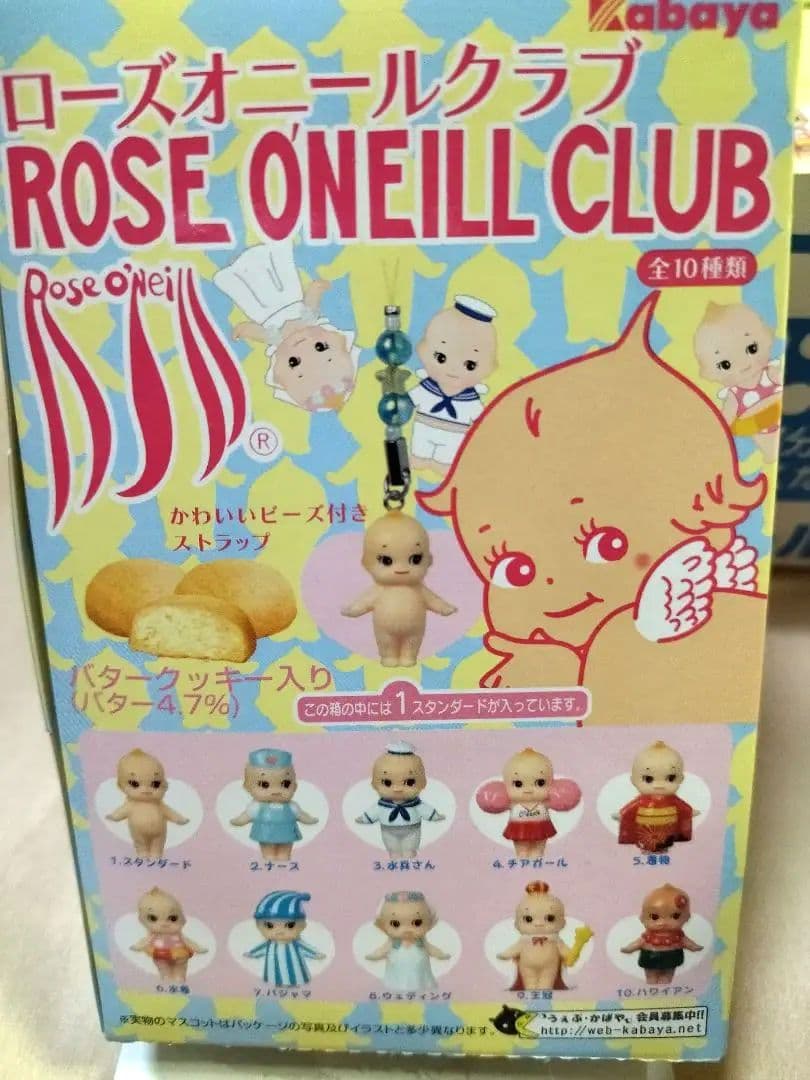 Kabaya
ローズオニールクラブ
ROSE O'NEILL CLUB
全10種類
Rose O'Neill
®
かわいいビーズ付き
ストラップ
バタークッキー入り
(バター4.7%)
この箱の中には1スタンダードが入っています。
1.スタンダード
2.ナース
3.水兵さん
4.チアガール
5.着物
6.水着
7.パジャマ
8.ウェディング
9.王冠
10.ハワイアン
※実物のマスコットはパッケージの写真及びイラストと多少異なります。
うぇぶ・かばや 会員募集中!!
http://web-kabaya.net